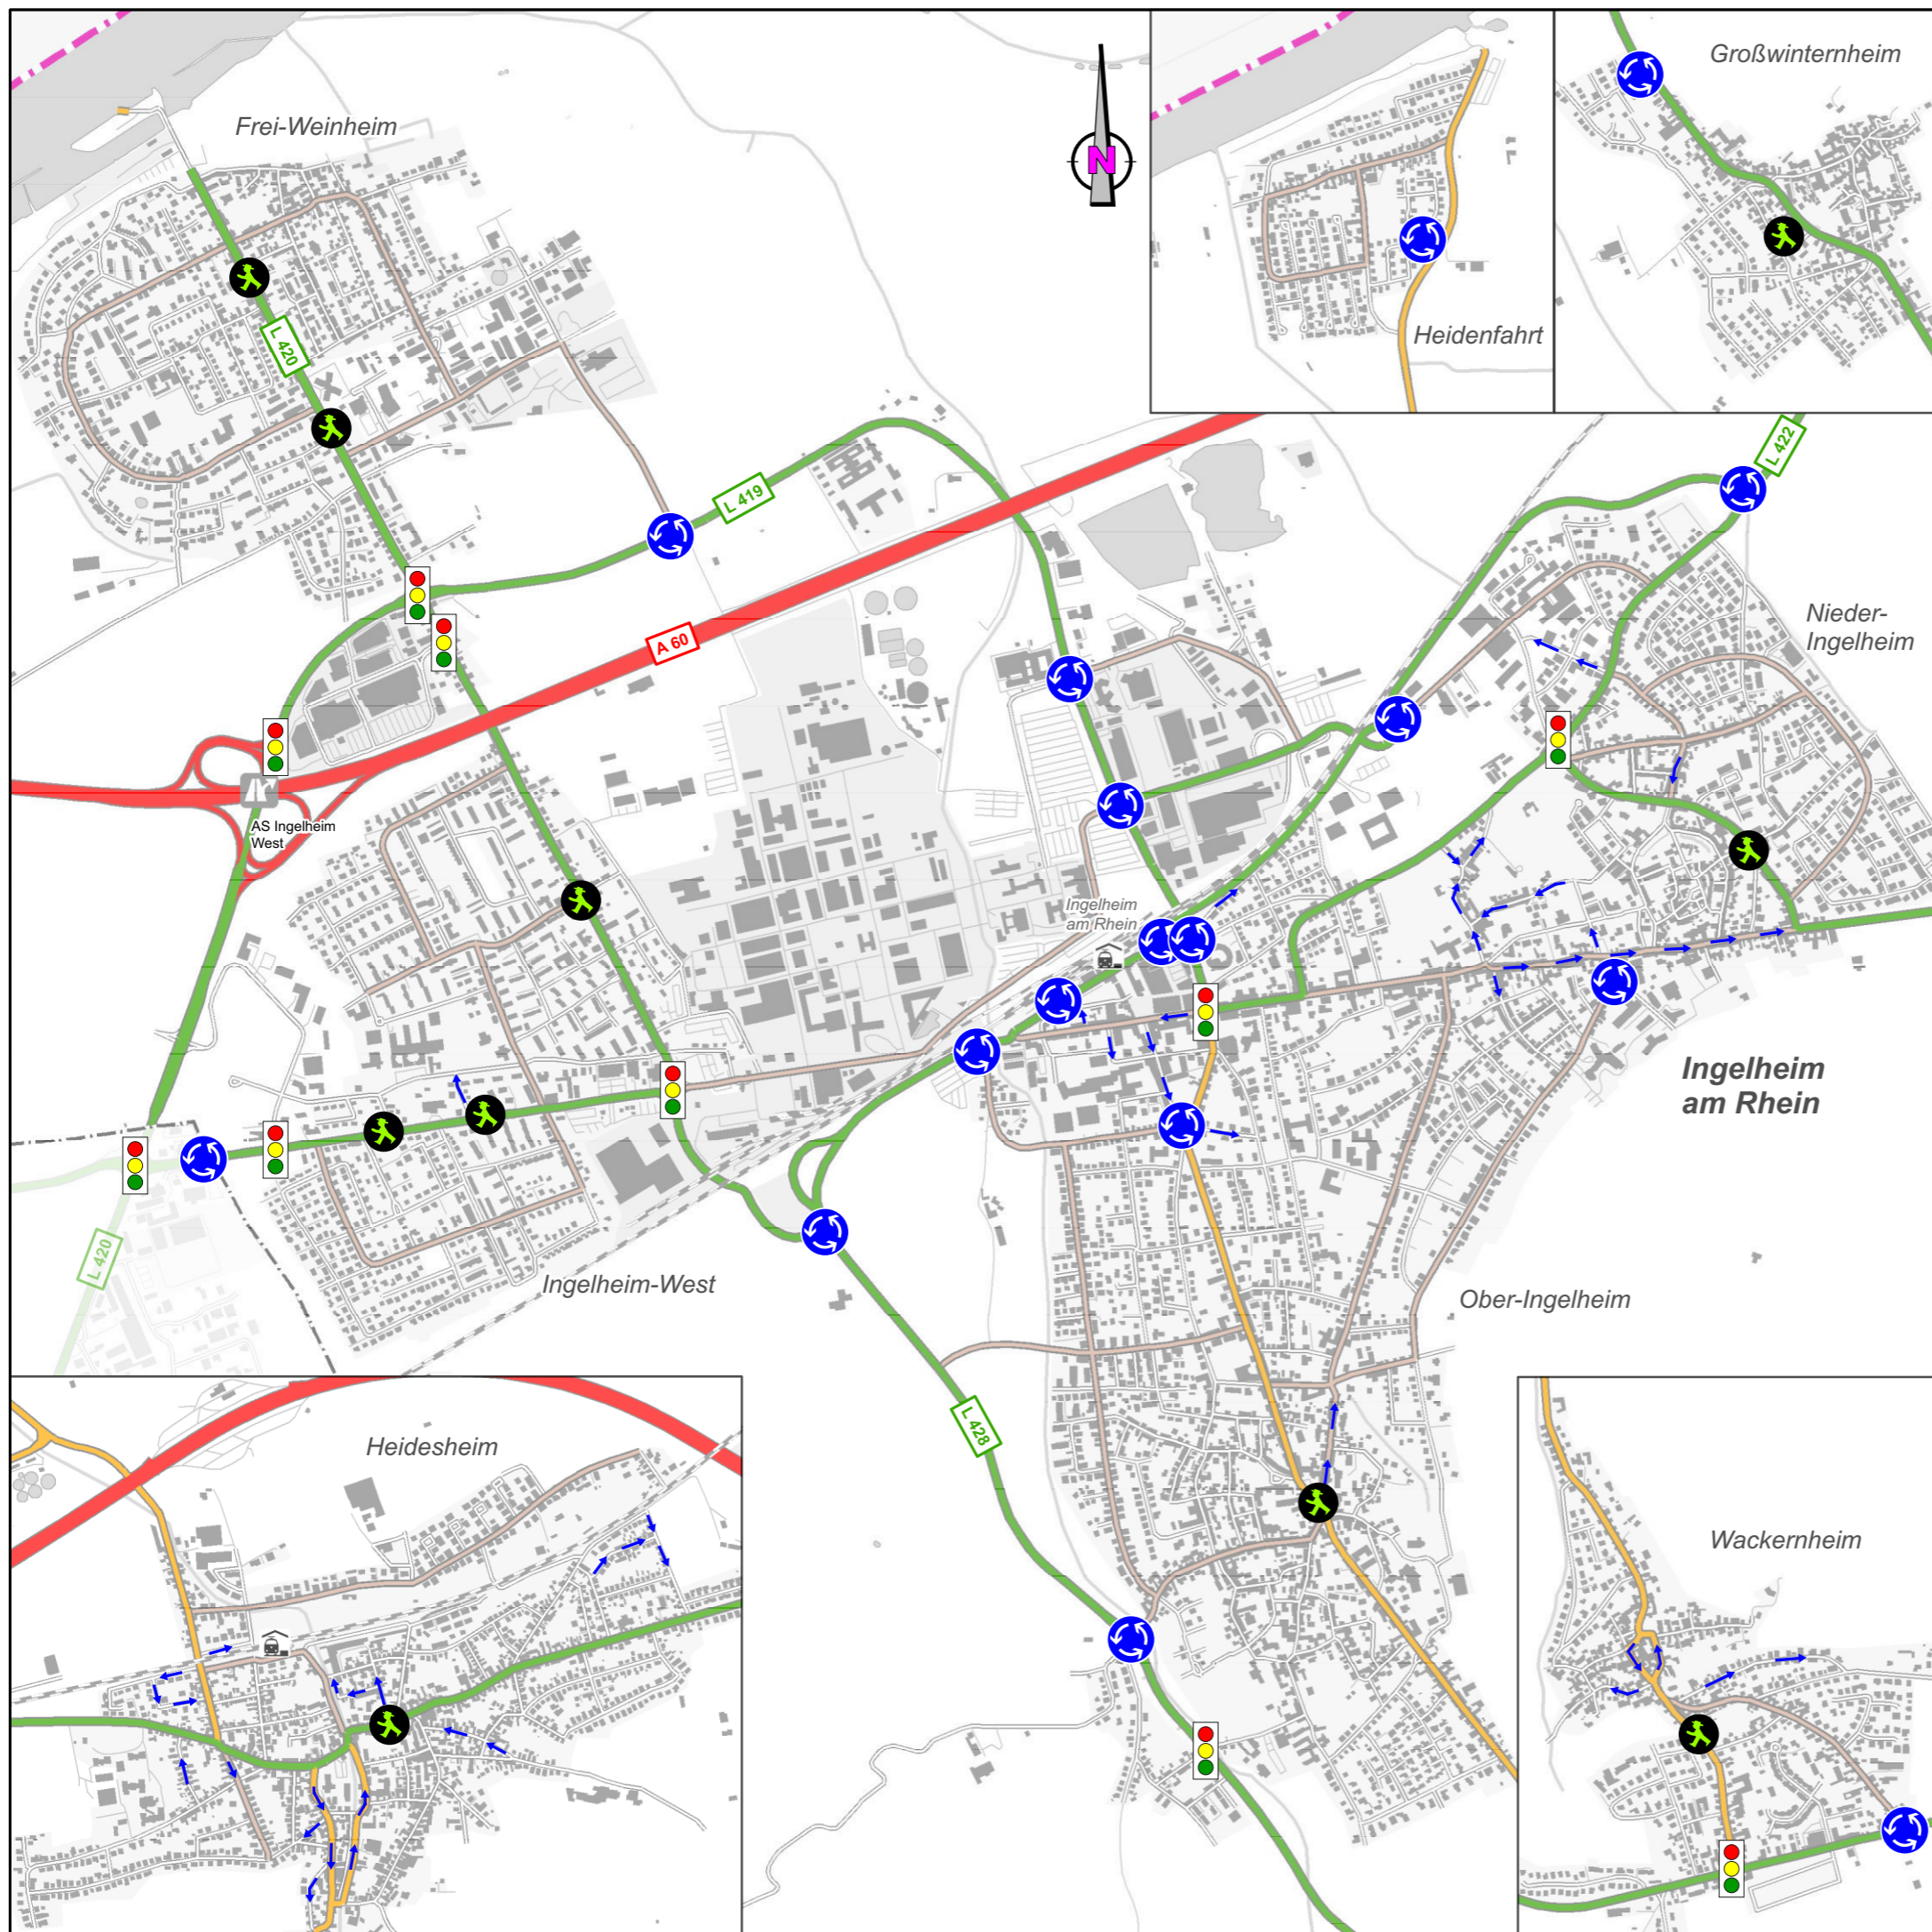 Frei-Weinheim
N
Heidenfahrt
Großwinternheim
L 420
L 419
A 60
L 422
Nieder-
Ingelheim
AS Ingelheim
West
Ingelheim
am Rhein
Ingelheim
am Rhein
L 420
Ingelheim-West
Ober-Ingelheim
L 428
Heidesheim
Wackernheim